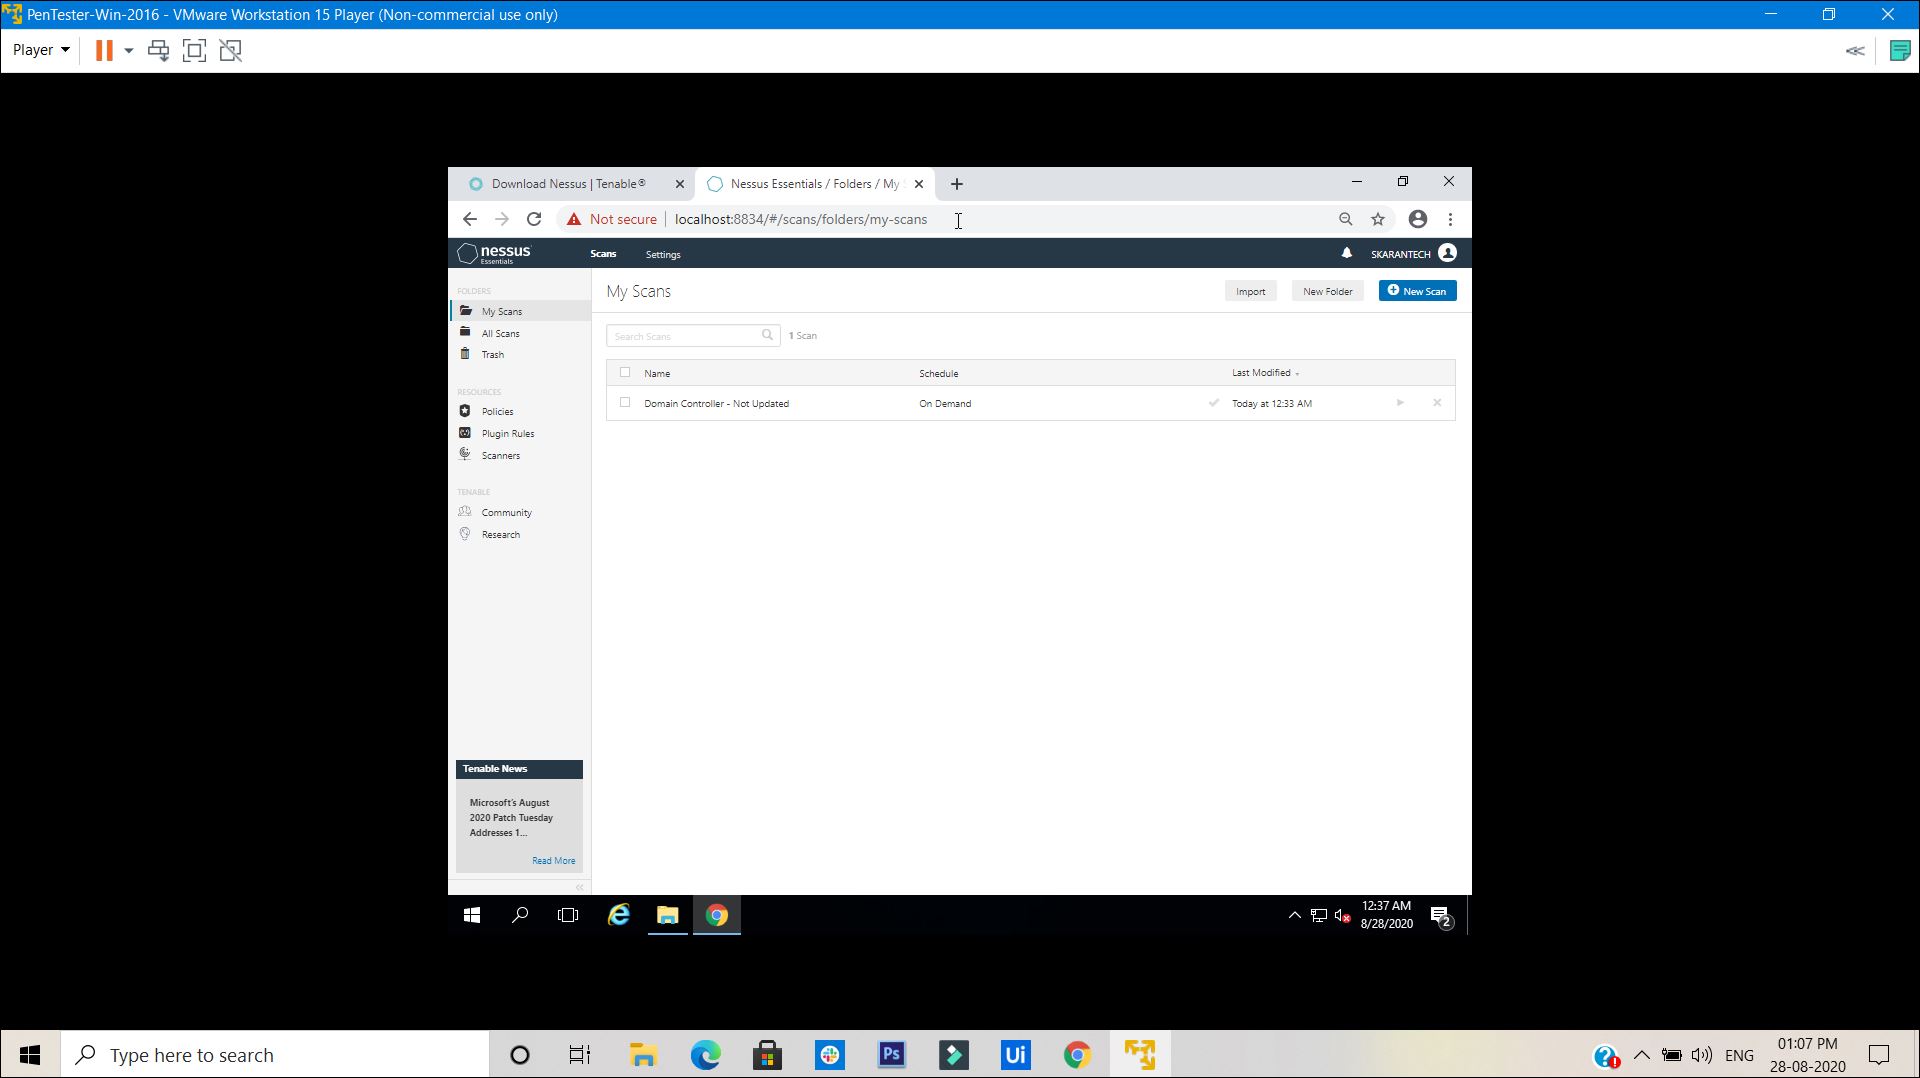 PenTester-Win-2016 - VMware Workstation 15 Player (Non-commercial use only)
Player
Download Nessus | Tenable®
Nessus Essentials / Folders / My S
Not secure
localhost:8834/#/scans/folders/my-scans
nessus
Essentials
Scans
Settings
SKARANTECH
FOLDERS
My Scans
All Scans
Trash
RESOURCES
Policies
Plugin Rules
Scanners
TENABLE
Community
Research
My Scans
Import
New Folder
New Scan
Search Scans
1 Scan
Name
Schedule
Last Modified
Domain Controller - Not Updated
On Demand
Today at 12:33 AM
Tenable News
Microsoft's August
2020 Patch Tuesday
Addresses 1...
Read More
12:37 AM
8/28/2020
2
Type here to search
Ps
Ui
ENG
01:07 PM
28-08-2020